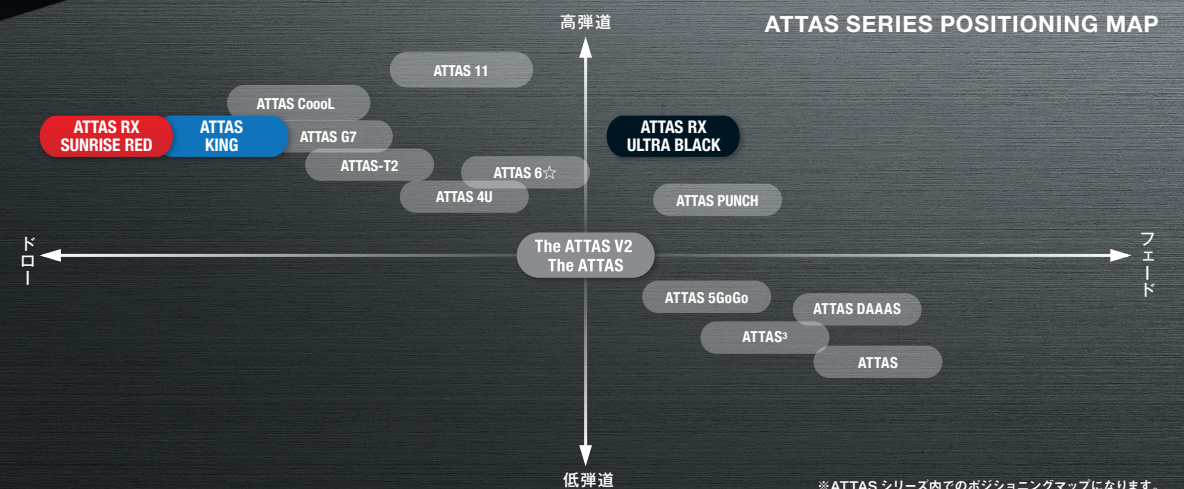 ATTAS SERIES POSITIONING MAP
高弾道
ATTAS 11
ATTAS CoooL
ATTAS RX
SUNRISE RED
ATTAS
KING
ATTAS G7
ATTAS RX
ULTRA BLACK
ATTAS-T2
ATTAS 6☆
ATTAS 4U
ATTAS PUNCH
ドロー
The ATTAS V2
The ATTAS
フェード
ATTAS 5GoGo
ATTAS DAAAS
ATTAS³
ATTAS
低弾道
※ATTAS シリーズ内でのポジショニングマップになります。